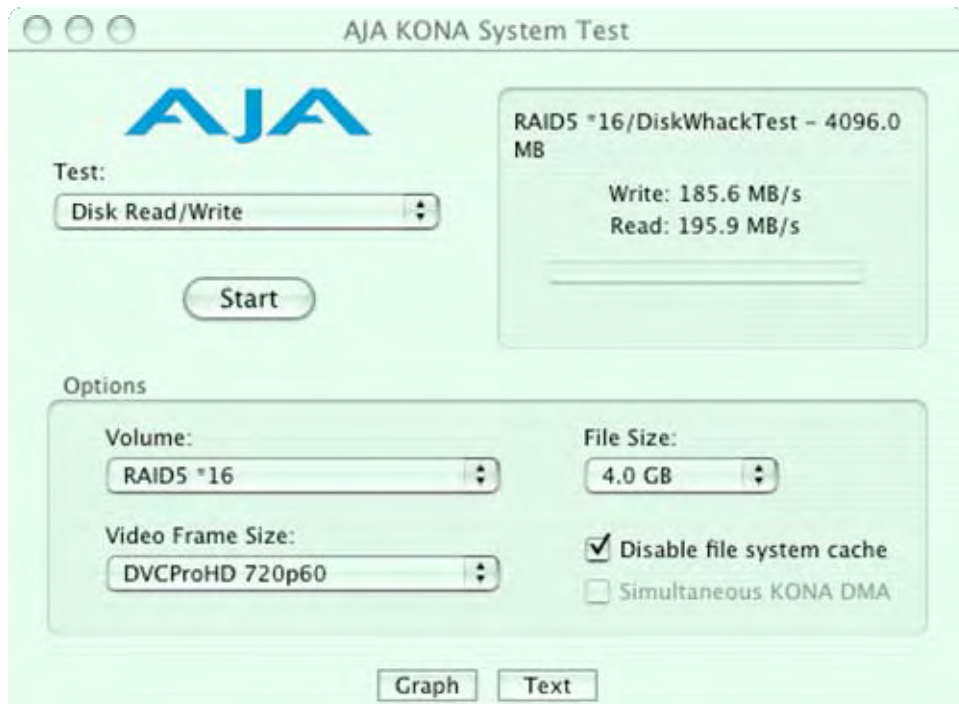 AJA KONA System Test
AJA
Test:
Disk Read/Write
Start
RAID5 *16/DiskWhackTest – 4096.0
MB
Write: 185.6 MB/s
Read: 195.9 MB/s
Options
Volume:
RAID5 *16
File Size:
4.0 GB
Video Frame Size:
DVCProHD 720p60
Disable file system cache
Simultaneous KONA DMA
Graph
Text